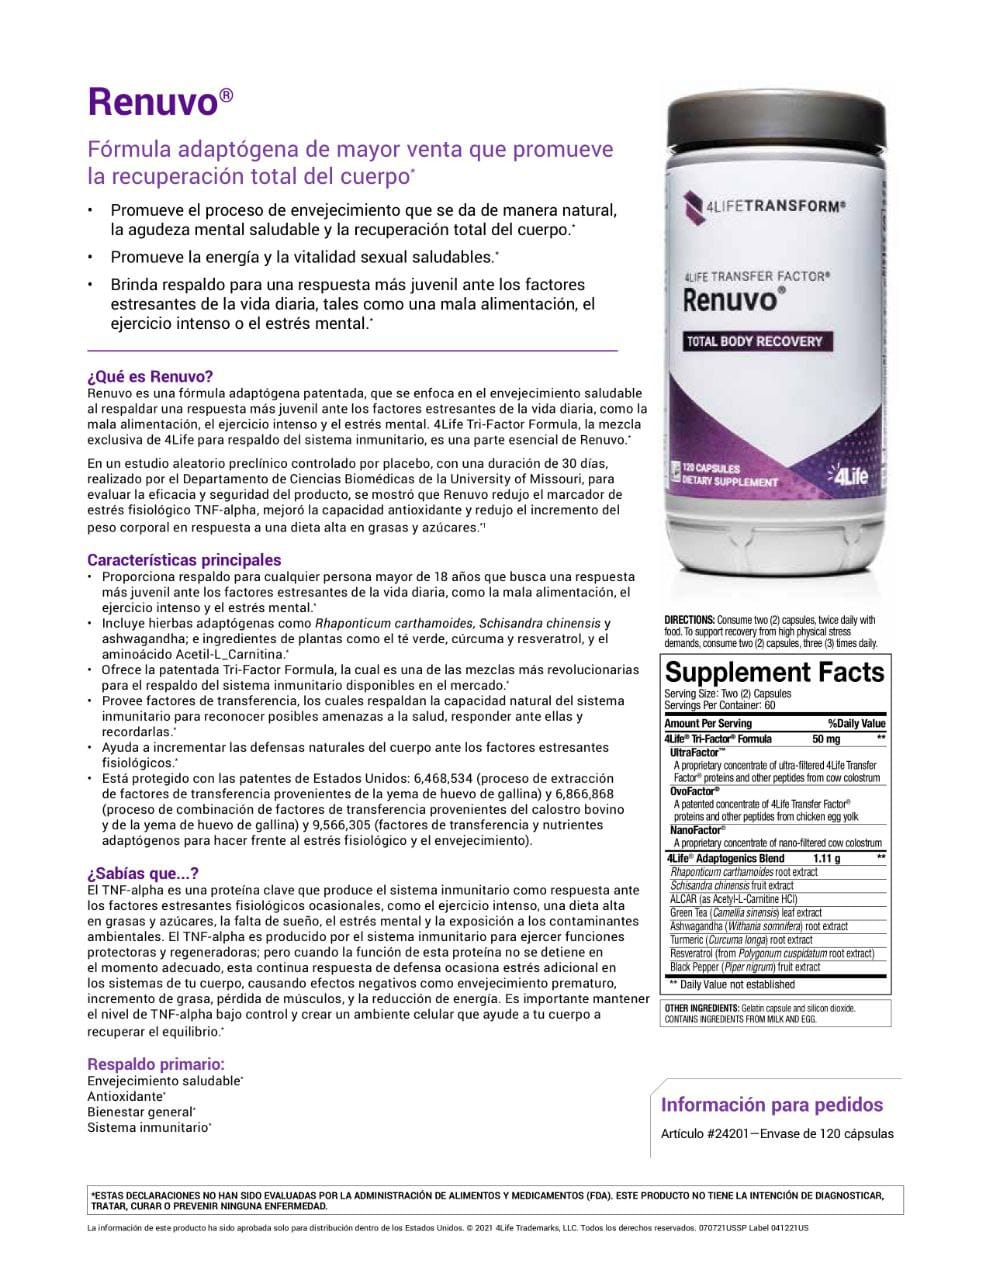 Renuvo®
Fórmula adaptógena de mayor venta que promueve
la recuperación total del cuerpo*
• Promueve el proceso de envejecimiento que se da de manera natural,
la agudeza mental saludable y la recuperación total del cuerpo.*
• Promueve la energía y la vitalidad sexual saludables.*
• Brinda respaldo para una respuesta más juvenil ante los factores
estresantes de la vida diaria, tales como una mala alimentación, el
ejercicio intenso o el estrés mental.*
¿Qué es Renuvo?
Renuvo es una fórmula adaptógena patentada, que se enfoca en el envejecimiento saludable
al respaldar una respuesta más juvenil ante los factores estresantes de la vida diaria, como la
mala alimentación, el ejercicio intenso y el estrés mental. 4Life Tri-Factor Formula, la mezcla
exclusiva de 4Life para respaldo del sistema inmunitario, es una parte esencial de Renuvo.*
En un estudio aleatorio preclínico controlado por placebo, con una duración de 30 días,
realizado por el Departamento de Ciencias Biomédicas de la University of Missouri, para
evaluar la eficacia y seguridad del producto, se mostró que Renuvo redujo el marcador de
estrés fisiológico TNF-alpha, mejoró la capacidad antioxidante y redujo el incremento del
peso corporal en respuesta a una dieta alta en grasas y azúcares.*¹
Características principales
• Proporciona respaldo para cualquier persona mayor de 18 años que busca una respuesta
más juvenil ante los factores estresantes de la vida diaria, como la mala alimentación, el
ejercicio intenso y el estrés mental.*
• Incluye hierbas adaptógenas como Rhaponticum carthamoides, Schisandra chinensis y
ashwagandha; e ingredientes de plantas como el té verde, cúrcuma y resveratrol, y el
aminoácido Acetil-L_Carnitina.*
• Ofrece la patentada Tri-Factor Formula, la cual es una de las mezclas más revolucionarias
para el respaldo del sistema inmunitario disponibles en el mercado.*
• Provee factores de transferencia, los cuales respaldan la capacidad natural del sistema
inmunitario para reconocer posibles amenazas a la salud, responder ante ellas y
recordarlas.*
• Ayuda a incrementar las defensas naturales del cuerpo ante los factores estresantes
fisiológicos.*
• Está protegido con las patentes de Estados Unidos: 6,468,534 (proceso de extracción
de factores de transferencia provenientes de la yema de huevo de gallina) y 6,866,868
(proceso de combinación de factores de transferencia provenientes del calostro bovino
y de la yema de huevo de gallina) y 9,566,305 (factores de transferencia y nutrientes
adaptógenos para hacer frente al estrés fisiológico y el envejecimiento).
¿Sabías que...?
El TNF-alpha es una proteína clave que produce el sistema inmunitario como respuesta ante
los factores estresantes fisiológicos ocasionales, como el ejercicio intenso, una dieta alta
en grasas y azúcares, la falta de sueño, el estrés mental y la exposición a los contaminantes
ambientales. El TNF-alpha es producido por el sistema inmunitario para ejercer funciones
protectoras y regeneradoras; pero cuando la función de esta proteína no se detiene en
el momento adecuado, esta continua respuesta de defensa ocasiona estrés adicional en
los sistemas de tu cuerpo, causando efectos negativos como envejecimiento prematuro,
incremento de grasa, pérdida de músculos, y la reducción de energía. Es importante mantener
el nivel de TNF-alpha bajo control y crear un ambiente celular que ayude a tu cuerpo a
recuperar el equilibrio.*
Respaldo primario:
Envejecimiento saludable*
Antioxidante*
Bienestar general*
Sistema inmunitario*
4LIFETRANSFORM®
4LIFE TRANSFER FACTOR®
Renuvo®
TOTAL BODY RECOVERY
120 CAPSULES
DIETARY SUPPLEMENT
4Life
DIRECTIONS: Consume two (2) capsules, twice daily with
food. To support recovery from high physical stress
demands, consume two (2) capsules, three (3) times daily.
Supplement Facts
Serving Size: Two (2) Capsules
Servings Per Container: 60
Amount Per Serving %Daily Value
4Life® Tri-Factor® Formula 50 mg **
UltraFactor™
A proprietary concentrate of ultra-filtered 4Life Transfer
Factor® proteins and other peptides from cow colostrum
OvoFactor®
A patented concentrate of 4Life Transfer Factor®
proteins and other peptides from chicken egg yolk
NanoFactor®
A proprietary concentrate of nano-filtered cow colostrum
4Life® Adaptogenics Blend 1.11 g **
Rhaponticum carthamoides root extract
Schisandra chinensis fruit extract
ALCAR (as Acetyl-L-Carnitine HCl)
Green Tea (Camellia sinensis) leaf extract
Ashwagandha (Withania somnifera) root extract
Turmeric (Curcuma longa) root extract
Resveratrol (from Polygonum cuspidatum root extract)
Black Pepper (Piper nigrum) fruit extract
** Daily Value not established
OTHER INGREDIENTS: Gelatin capsule and silicon dioxide.
CONTAINS INGREDIENTS FROM MILK AND EGG.
Información para pedidos
Artículo #24201—Envase de 120 cápsulas
*ESTAS DECLARACIONES NO HAN SIDO EVALUADAS POR LA ADMINISTRACIÓN DE ALIMENTOS Y MEDICAMENTOS (FDA). ESTE PRODUCTO NO TIENE LA INTENCIÓN DE DIAGNOSTICAR,
TRATAR, CURAR O PREVENIR NINGUNA ENFERMEDAD.
La información de este producto ha sido aprobada solo para distribución dentro de los Estados Unidos. © 2021 4Life Trademarks, LLC. Todos los derechos reservados. 070721USSP Label 041221US